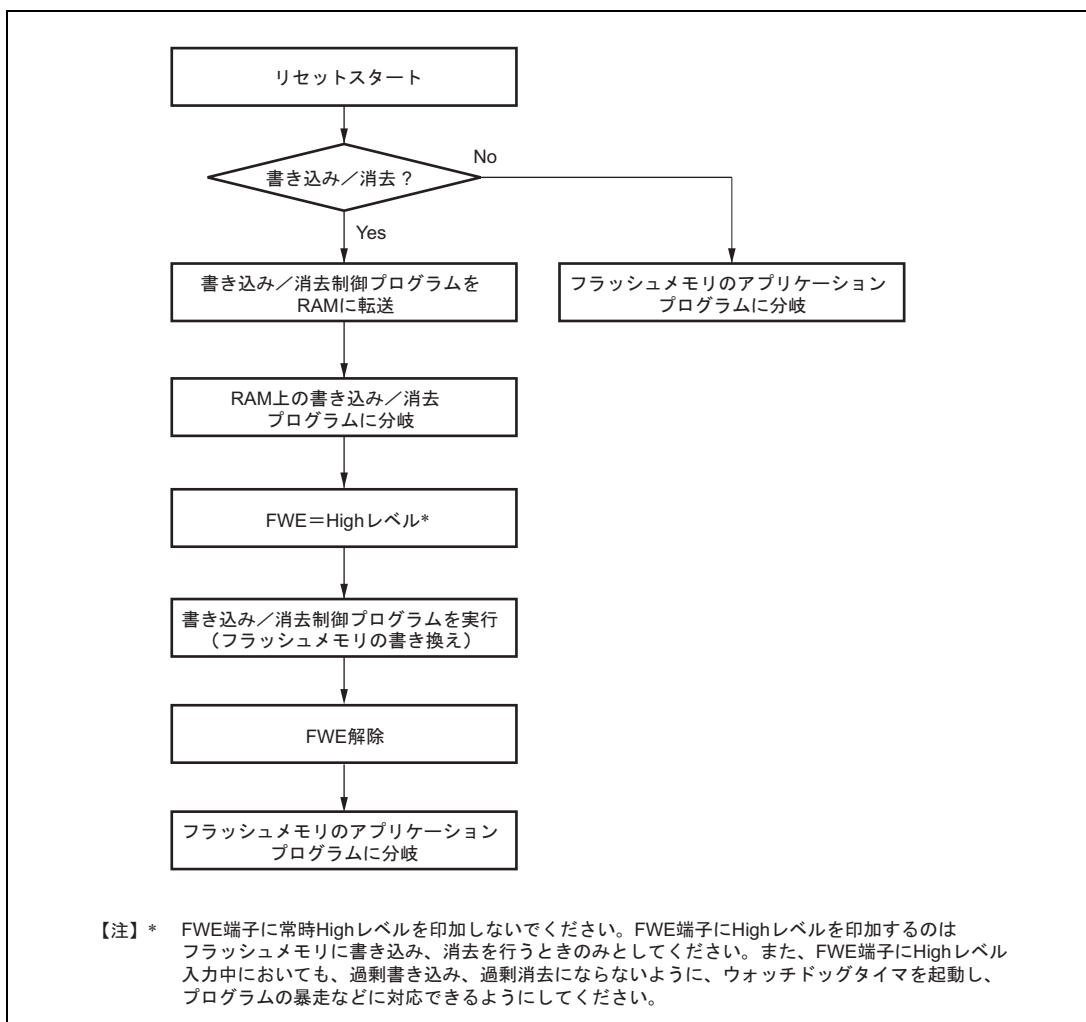 リセットスタート
書き込み／消去？
No
Yes
書き込み／消去制御プログラムを
RAMに転送
フラッシュメモリのアプリケーション
プログラムに分岐
RAM上の書き込み／消去
プログラムに分岐
FWE＝Highレベル*
書き込み／消去制御プログラムを実行
（フラッシュメモリの書き換え）
FWE解除
フラッシュメモリのアプリケーション
プログラムに分岐
【注】* FWE端子に常時Highレベルを印加しないでください。FWE端子にHighレベルを印加するのは
フラッシュメモリに書き込み、消去を行うときのみとしてください。また、FWE端子にHighレベル
入力中においても、過剰書き込み、過剰消去にならないように、ウォッチドッグタイマを起動し、
プログラムの暴走などに対応できるようにしてください。